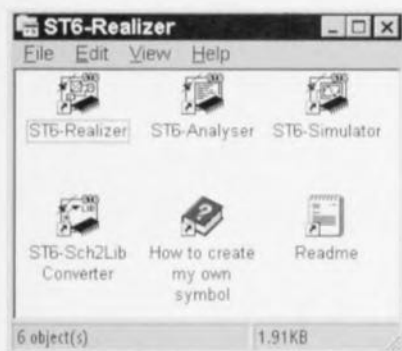 ST6-Realizer
File Edit View Help
ST6-Realizer ST6-Analyser ST6-Simulator
ST6-Sch2Lib How to create Readme
Converter my own
symbol
6 object(s) 1.91KB